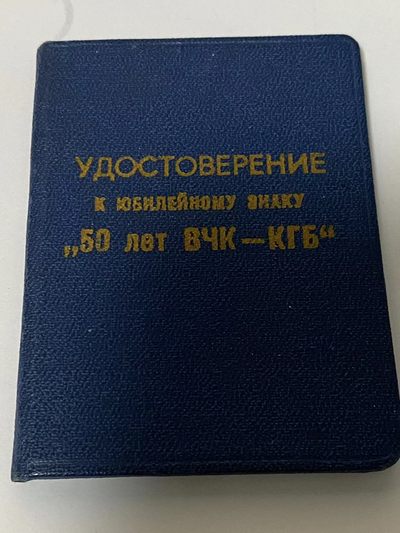 УДОСТОВЕРЕНИЕ
К ЮБИЛЕЙНОМУ ЗНАКУ
„50 лет ВЧК—КГБ“